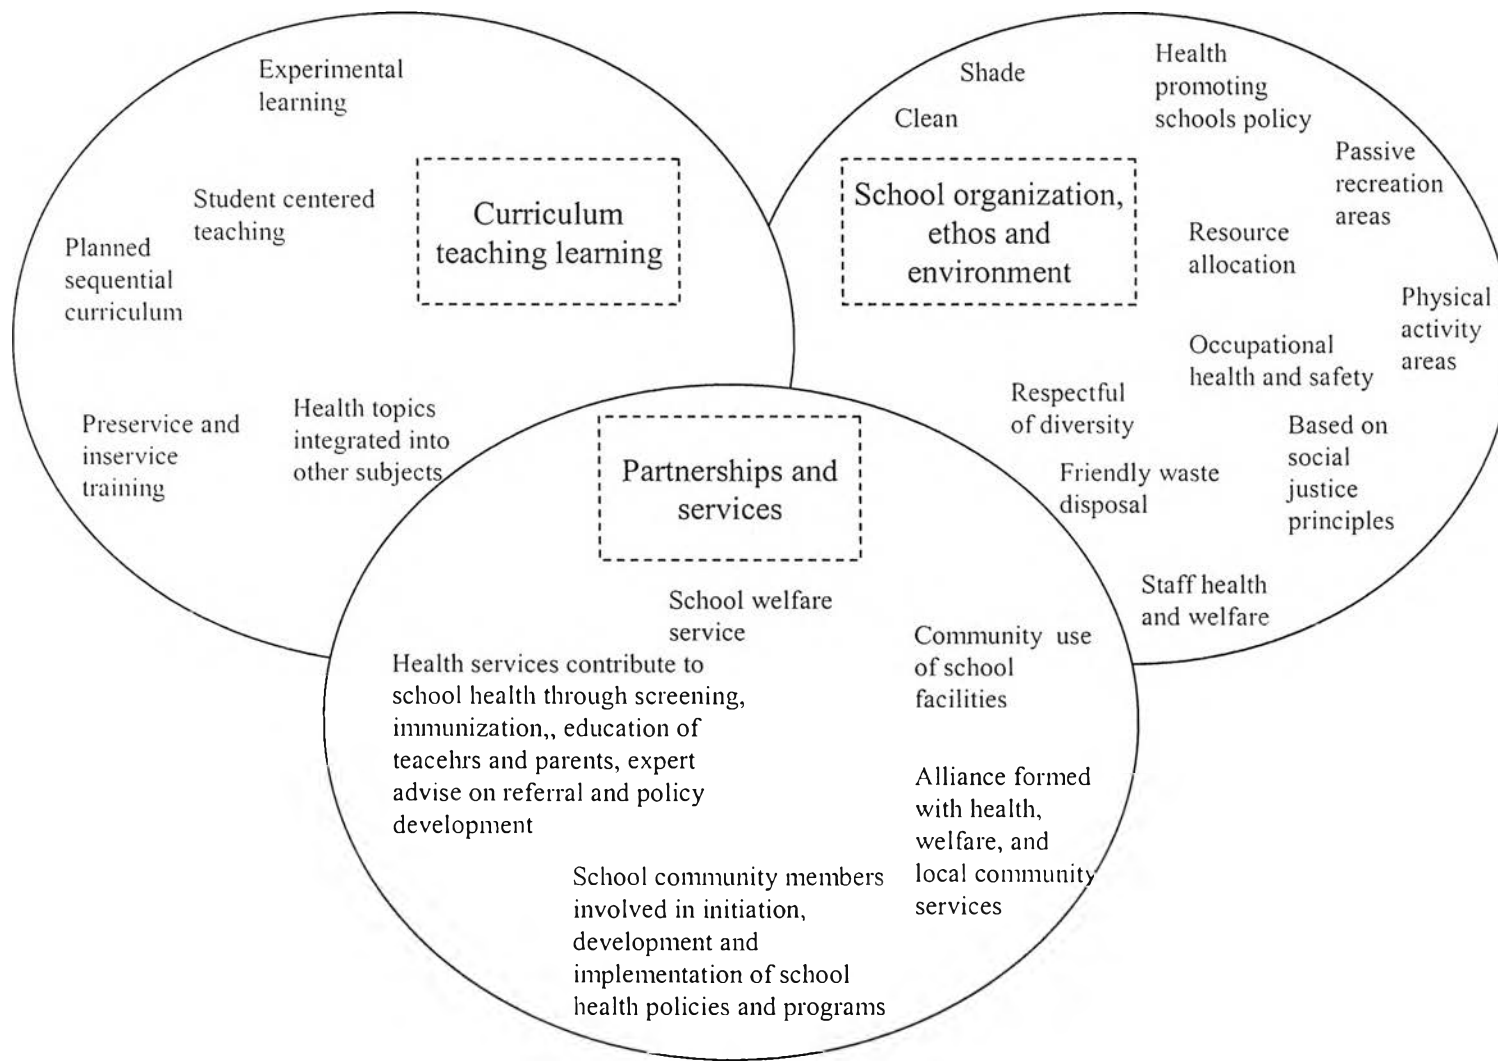 Experimental
learning
Student centered
teaching
Planned
sequential
curriculum
Curriculum
teaching learning
Preservice and
inservice
training
Health topics
integrated into
other subjects
Shade
Clean
Health
promoting
schools policy
Passive
recreation
areas
School organization,
ethos and
environment
Resource
allocation
Physical
activity
areas
Occupational
health and safety
Respectful
of diversity
Based on
social
justice
principles
Friendly waste
disposal
Staff health
and welfare
Partnerships and
services
School welfare
service
Health services contribute to
school health through screening,
immunization,, education of
teacehrs and parents, expert
advise on referral and policy
development
Community use
of school
facilities
Alliance formed
with health,
welfare, and
local community
services
School community members
involved in initiation,
development and
implementation of school
health policies and programs